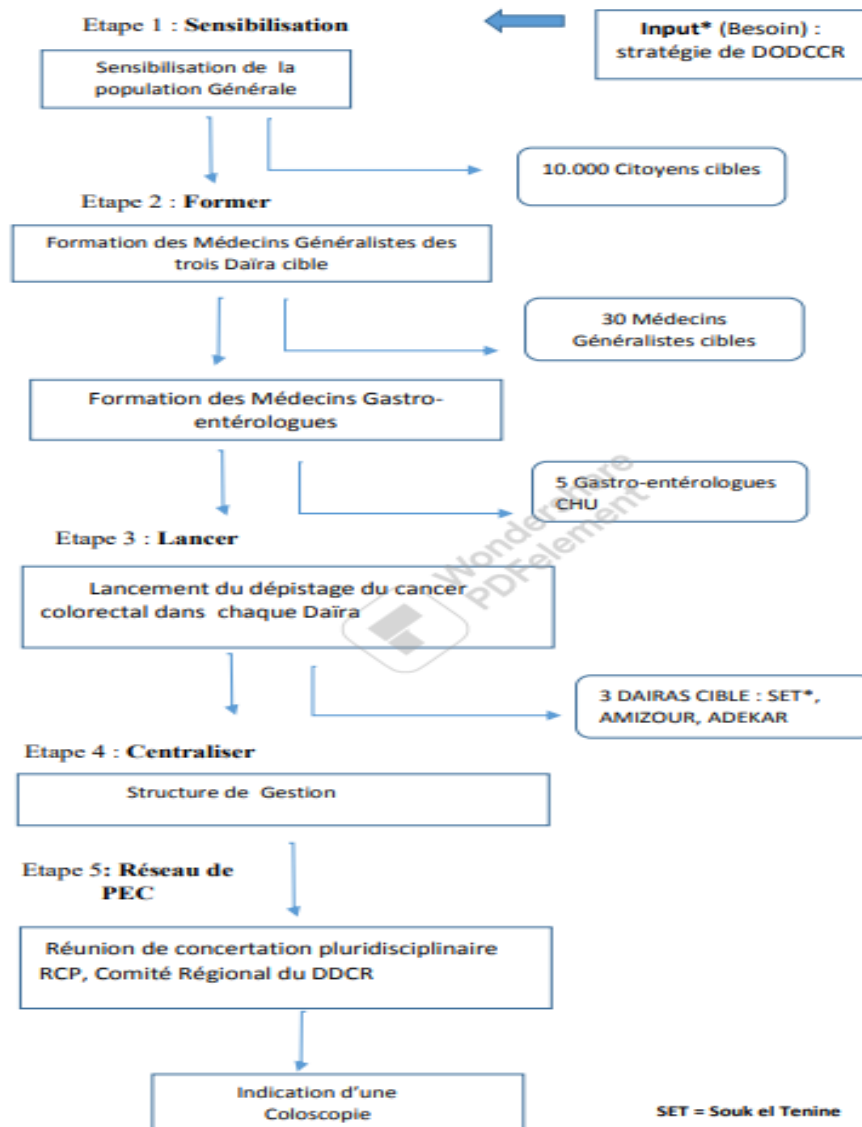 Etape 1 : Sensibilisation
Input* (Besoin) :
stratégie de DODCCR
Sensibilisation de la
population Générale
10.000 Citoyens cibles
Etape 2 : Former
Formation des Médecins Généralistes des
trois Daïra cible
30 Médecins
Généralistes cibles
Formation des Médecins Gastro-
entérologues
5 Gastro-entérologues
CHU
Etape 3 : Lancer
Lancement du dépistage du cancer
colorectal dans chaque Daïra
3 DAIRAS CIBLE : SET*,
AMIZOUR, ADEKAR
Etape 4 : Centraliser
Structure de Gestion
Etape 5: Réseau de
PEC
Réunion de concertation pluridisciplinaire
RCP, Comité Régional du DDCR
Indication d'une
Coloscopie
SET = Souk el Tenine
Wondershare
PDFelement